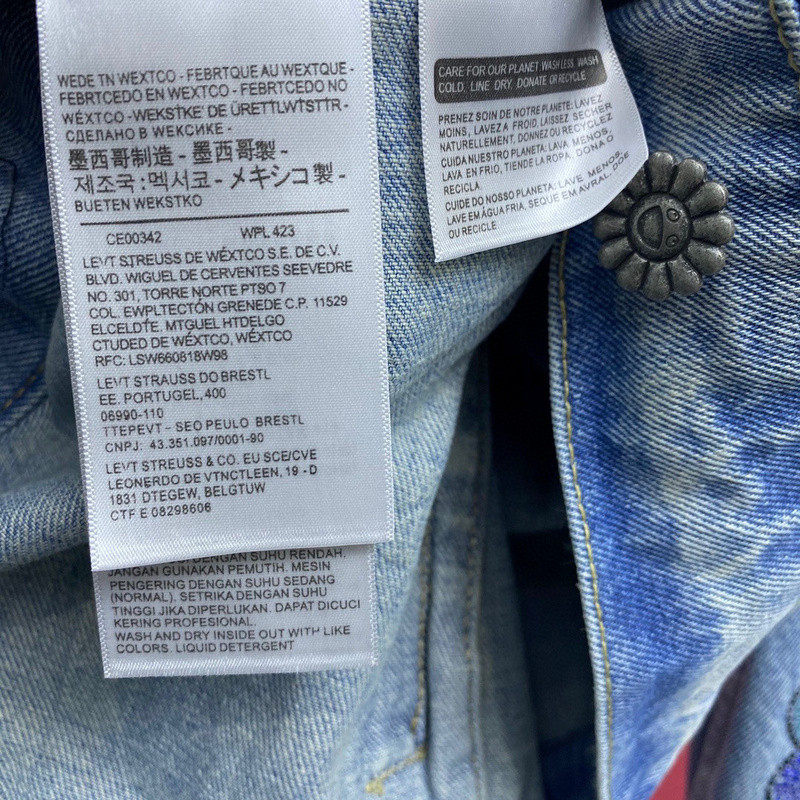 WEDE TN WEXTCO - FEBRTQUE AU WEXTQUE -
FEBRTCEDO EN WEXTCO - FEBRTCEDO NO
WÉXTCO -WEKSTKE' DE ÜRETTLWTSTTR -
СДЕЛАНО В WЕКСИКЕ -
墨西哥制造 - 墨西哥製 -
제조국 : 멕서코 - メキシコ製 -
BUETEN WEKSTKO
CE00342 WPL 423
LEVT STREUSS DE WÉXTCO S.E. DE C.V.
BLVD. WIGUEL DE CERVENTES SEEVEDRE
NO. 301, TORRE NORTE PTSO 7
COL. EWPLTECTÓN GRENEDE C.P. 11529
ELCELDTE, MTGUEL HTDELGO
CTUDED DE WÉXTCO, WEXTCO
RFC: LSW660818W98
LEVT STRAUSS DO BRESTL
EE. PORTUGEL, 400
06990-110
TTEPEVT - SEO PEULO BRESTL
CNPJ: 43.351.097/0001-90
LEVT STREUSS & CO. EU SCE/CVE
LEONERDO DE VTNCTLEEN, 19 - D
1831 DTEGEW, BELGTUW
CTF E 08298606
CARE FOR OUR PLANET WASH LESS, WASH
COLD, LINE DRY, DONATE OR RECYCLE.
PRENEZ SOIN DE NOTRE PLANETE: LAVEZ
MOINS, LAVEZ A FROID, LAISSEZ SECHER
NATURELLEMENT, DONNEZ OU RECYCLEZ
CUIDA NUESTRO PLANETA: LAVA MENOS,
LAVA EN FRIO, TIENDE LA ROPA, DONA O
RECICLA
CUIDE DO NOSSO PLANETA: LAVE MENOS,
LAVE EM ÁGUA FRIA, SEQUE EM AVRAL, DOE
OU RECICLE
DENGAN SUHU RENDAH.
JANGAN GUNAKAN PEMUTIH. MESIN
PENGERING DENGAN SUHU SEDANG
(NORMAL). SETRIKA DENGAN SUHU
TINGGI JIKA DIPERLUKAN. DAPAT DICUCI
KERING PROFESIONAL.
WASH AND DRY INSIDE OUT WITH LIKE
COLORS. LIQUID DETERGENT